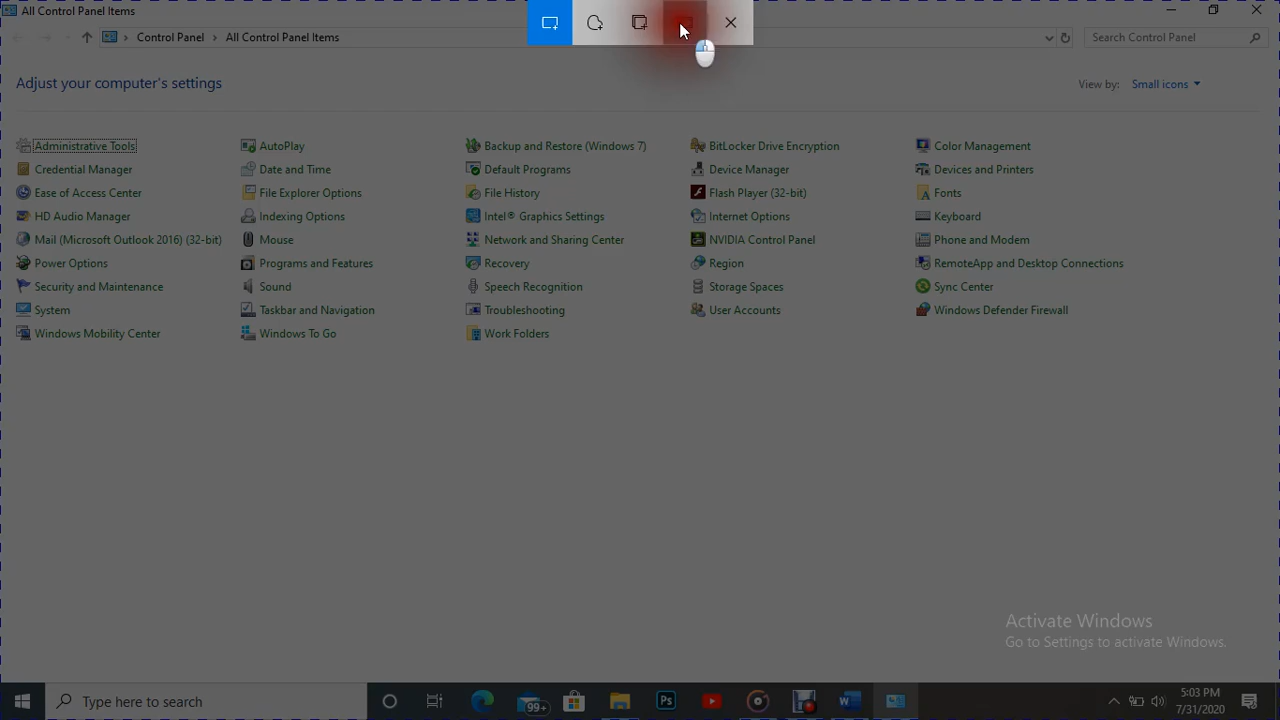 All Control Panel Items
Control Panel All Control Panel Items Search Control Panel
Adjust your computer's settings View by: Small icons
Administrative Tools AutoPlay Backup and Restore (Windows 7) BitLocker Drive Encryption Color Management
Credential Manager Date and Time Default Programs Device Manager Devices and Printers
Ease of Access Center File Explorer Options File History Flash Player (32-bit) Fonts
HD Audio Manager Indexing Options Intel® Graphics Settings Internet Options Keyboard
Mail (Microsoft Outlook 2016) (32-bit) Mouse Network and Sharing Center NVIDIA Control Panel Phone and Modem
Power Options Programs and Features Recovery Region RemoteApp and Desktop Connections
Security and Maintenance Sound Speech Recognition Storage Spaces Sync Center
System Taskbar and Navigation Troubleshooting User Accounts Windows Defender Firewall
Windows Mobility Center Windows To Go Work Folders
Activate Windows
Go to Settings to activate Windows.
Type here to search 99+ Ps 5:03 PM
7/31/2020